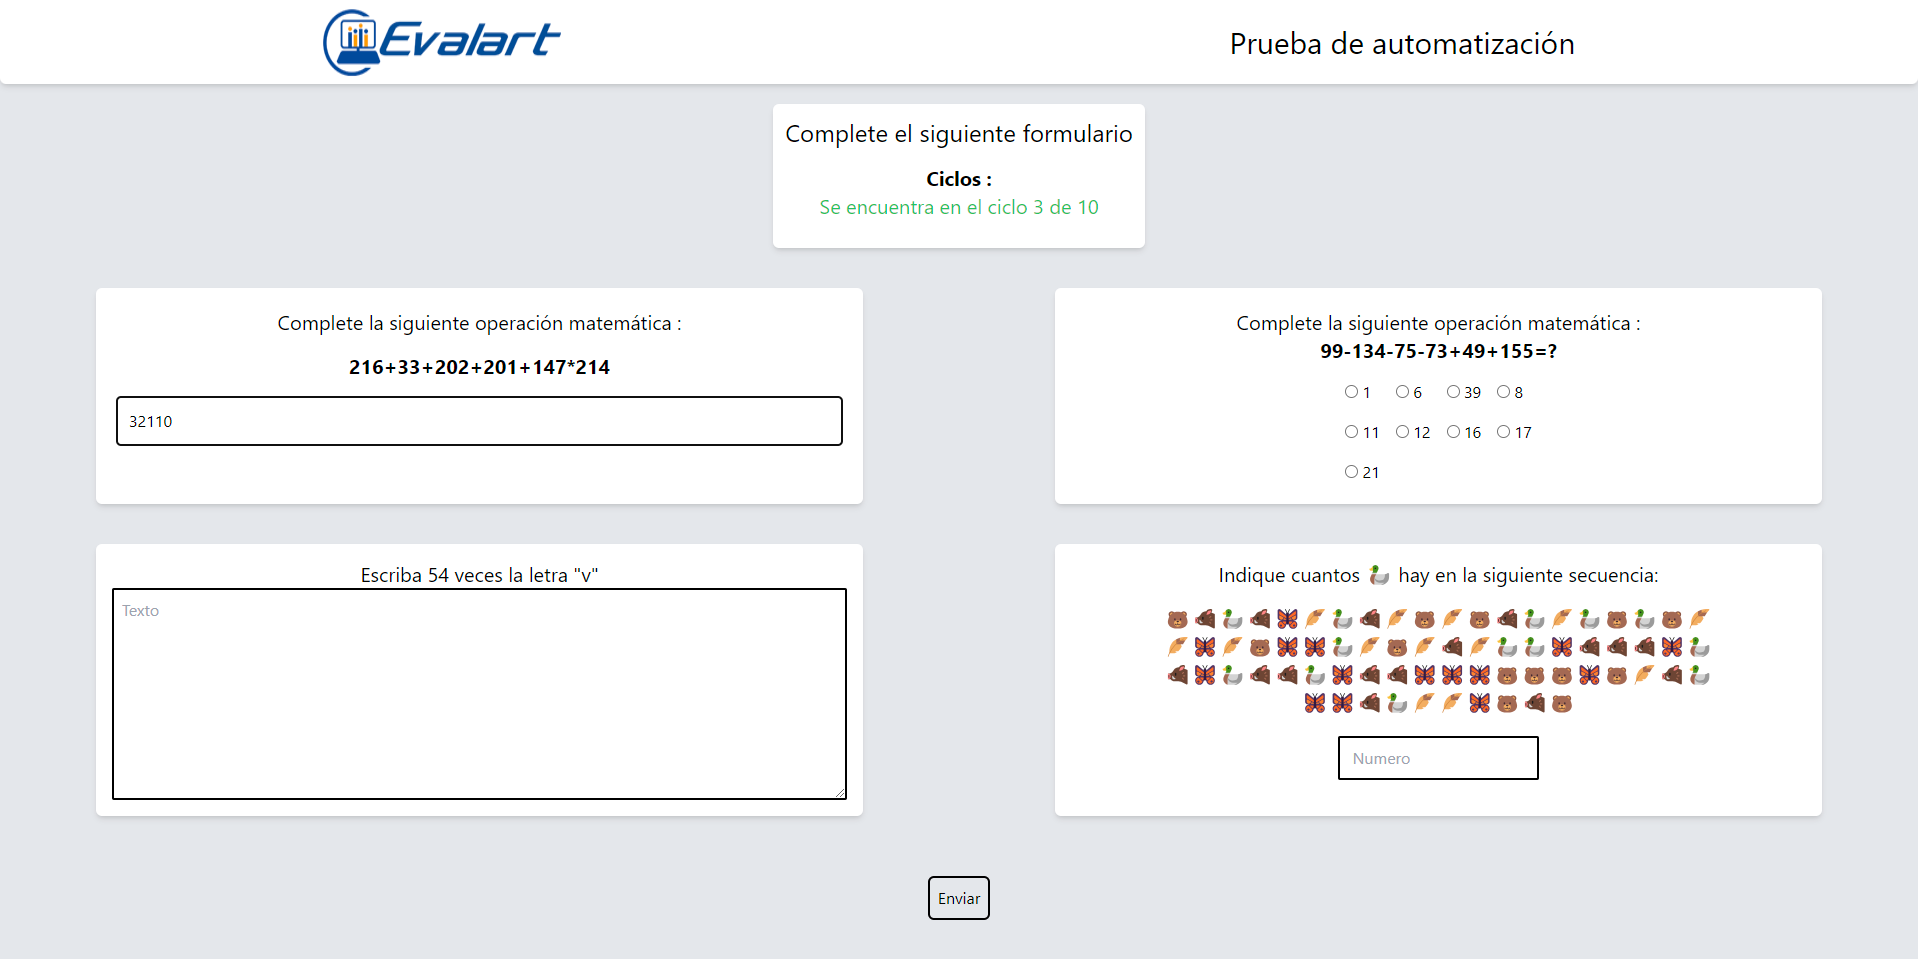 Evalart
Prueba de automatización
Complete el siguiente formulario
Ciclos :
Se encuentra en el ciclo 3 de 10
Complete la siguiente operación matemática :
216+33+202+201+147*214
32110
Complete la siguiente operación matemática :
99-134-75-73+49+155=?
1 6 39 8
11 12 16 17
21
Escriba 54 veces la letra "v"
Texto
Indique cuantos 🦆 hay en la siguiente secuencia:
Numero
Enviar